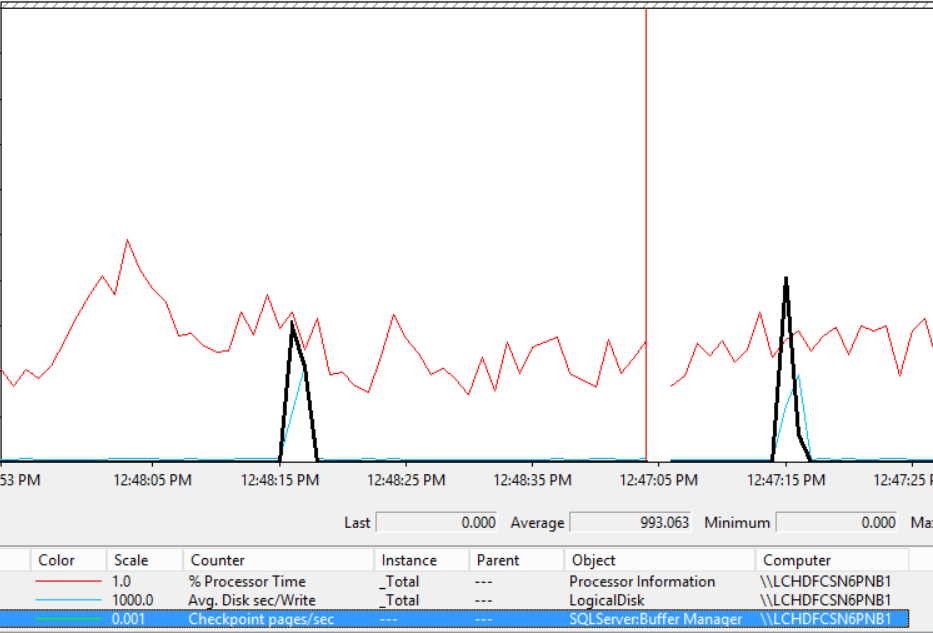 53 PM 12:48:05 PM 12:48:15 PM 12:48:25 PM 12:48:35 PM 12:47:05 PM 12:47:15 PM 12:47:25 P
Last 0.000 Average 993.063 Minimum 0.000 Ma
Color Scale Counter Instance Parent Object Computer
1.0 % Processor Time _Total --- Processor Information \\LCHDFCSN6PNB1
1000.0 Avg. Disk sec/Write _Total --- LogicalDisk \\LCHDFCSN6PNB1
0.001 Checkpoint pages/sec --- --- SQLServer:Buffer Manager \\LCHDFCSN6PNB1